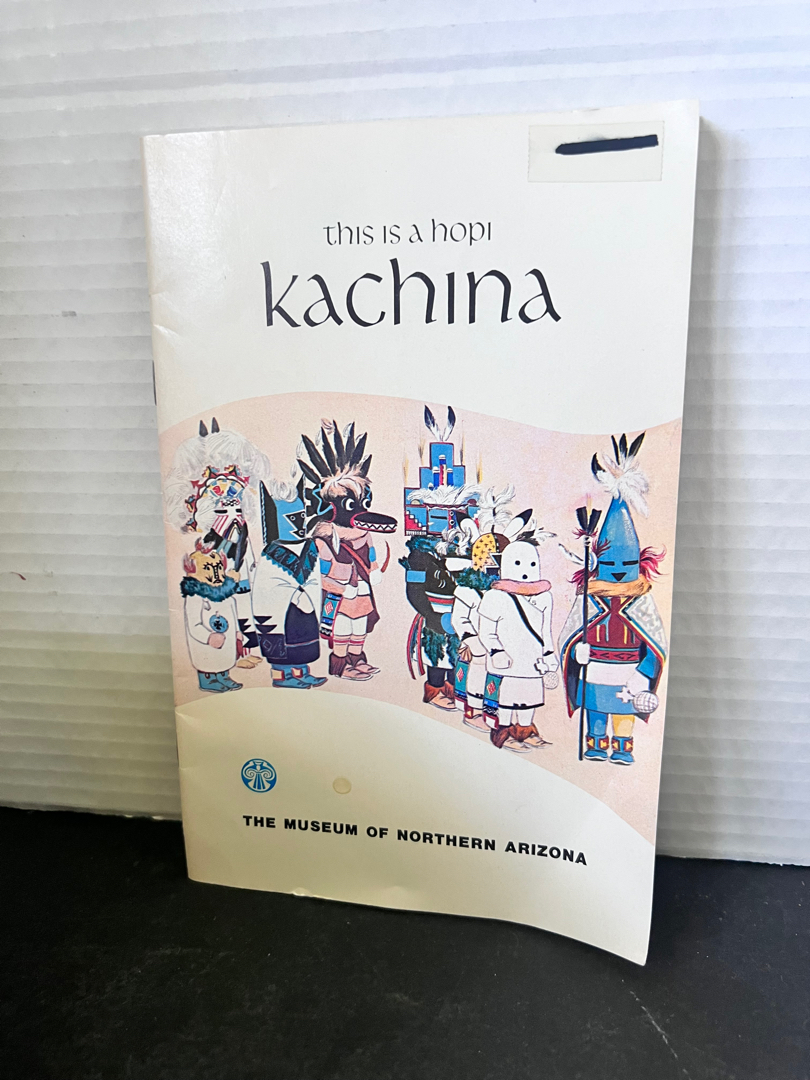 this is a hopi
kachina
THE MUSEUM OF NORTHERN ARIZONA